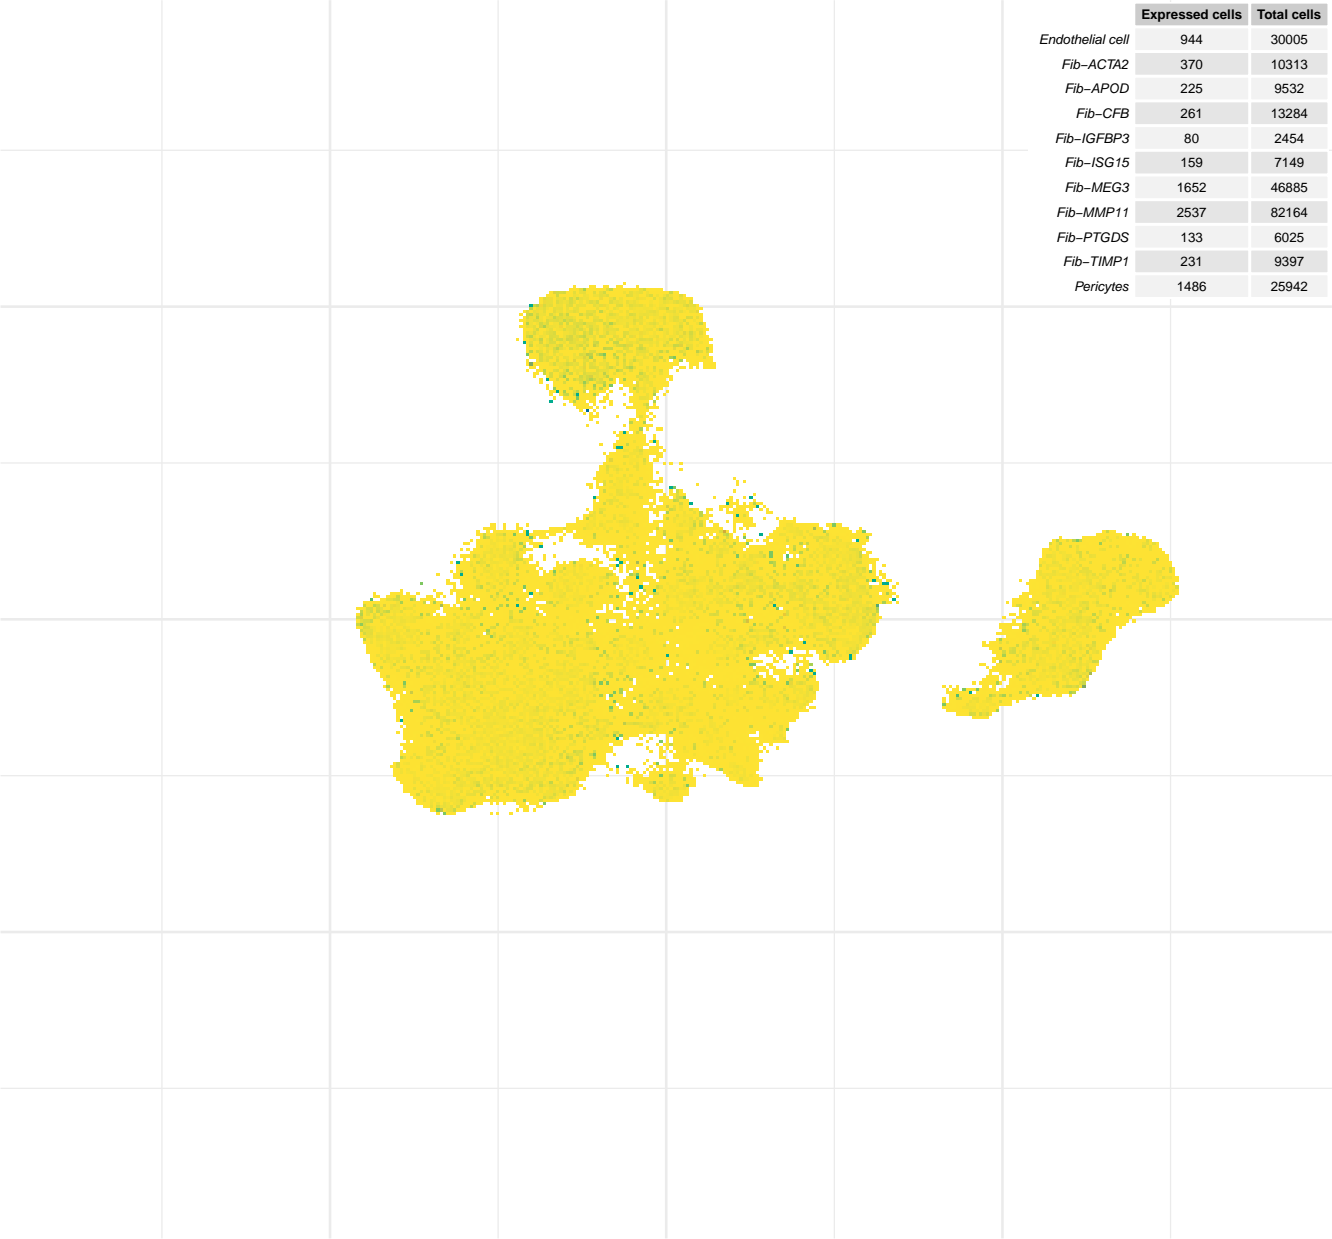 Expressed cells Total cells
Endothelial cell 944 30005
Fib−ACTA2 370 10313
Fib−APOD 225 9532
Fib−CFB 261 13284
Fib−IGFBP3 80 2454
Fib−ISG15 159 7149
Fib−MEG3 1652 46885
Fib−MMP11 2537 82164
Fib−PTGDS 133 6025
Fib−TIMP1 231 9397
Pericytes 1486 25942